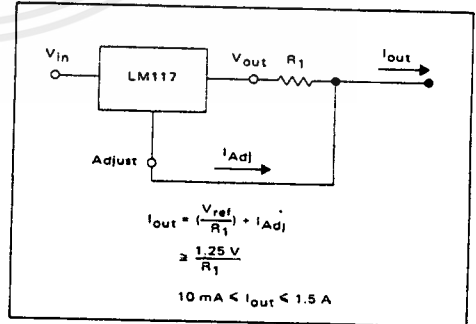 Vin
LM117
Vout
R1
Iout
Adjust
IAdj
Iout = (Vref/R1) + IAdj
≥ 1.25 V/R1
10 mA ≤ Iout ≤ 1.5 A